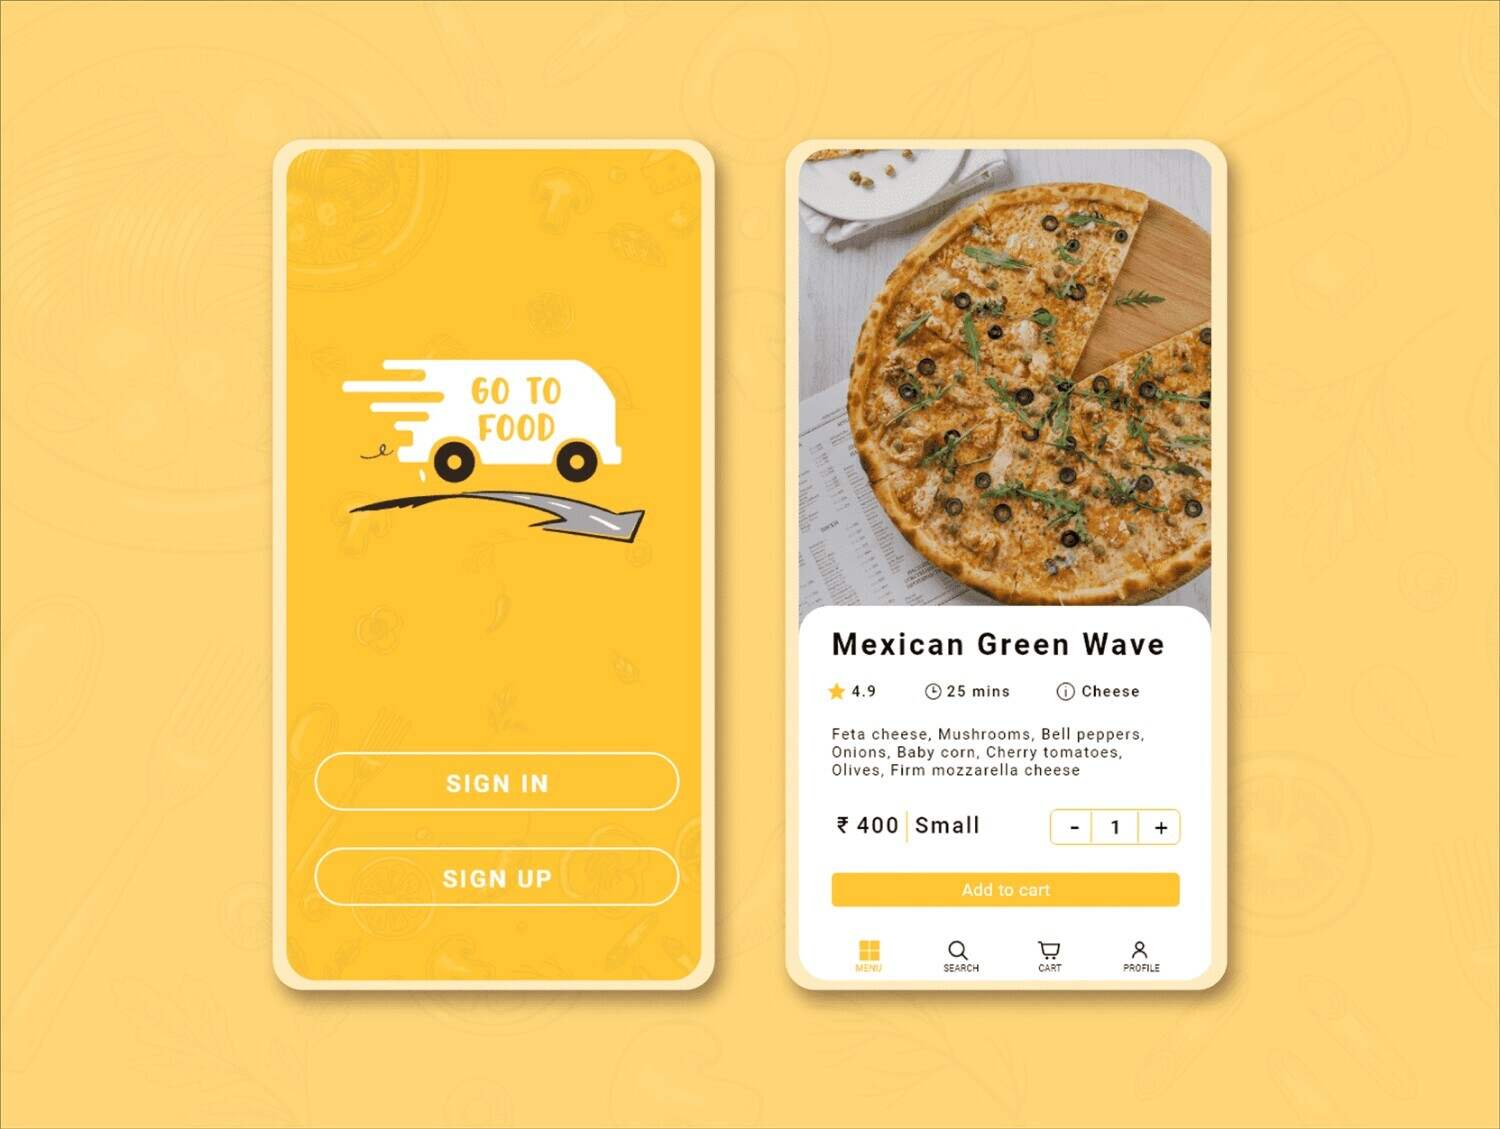 GO TO
FOOD
SIGN IN
SIGN UP
Mexican Green Wave
4.9
25 mins
Cheese
Feta cheese, Mushrooms, Bell peppers,
Onions, Baby corn, Cherry tomatoes,
Olives, Firm mozzarella cheese
₹ 400 Small
- 1 +
Add to cart
MENU
SEARCH
CART
PROFILE